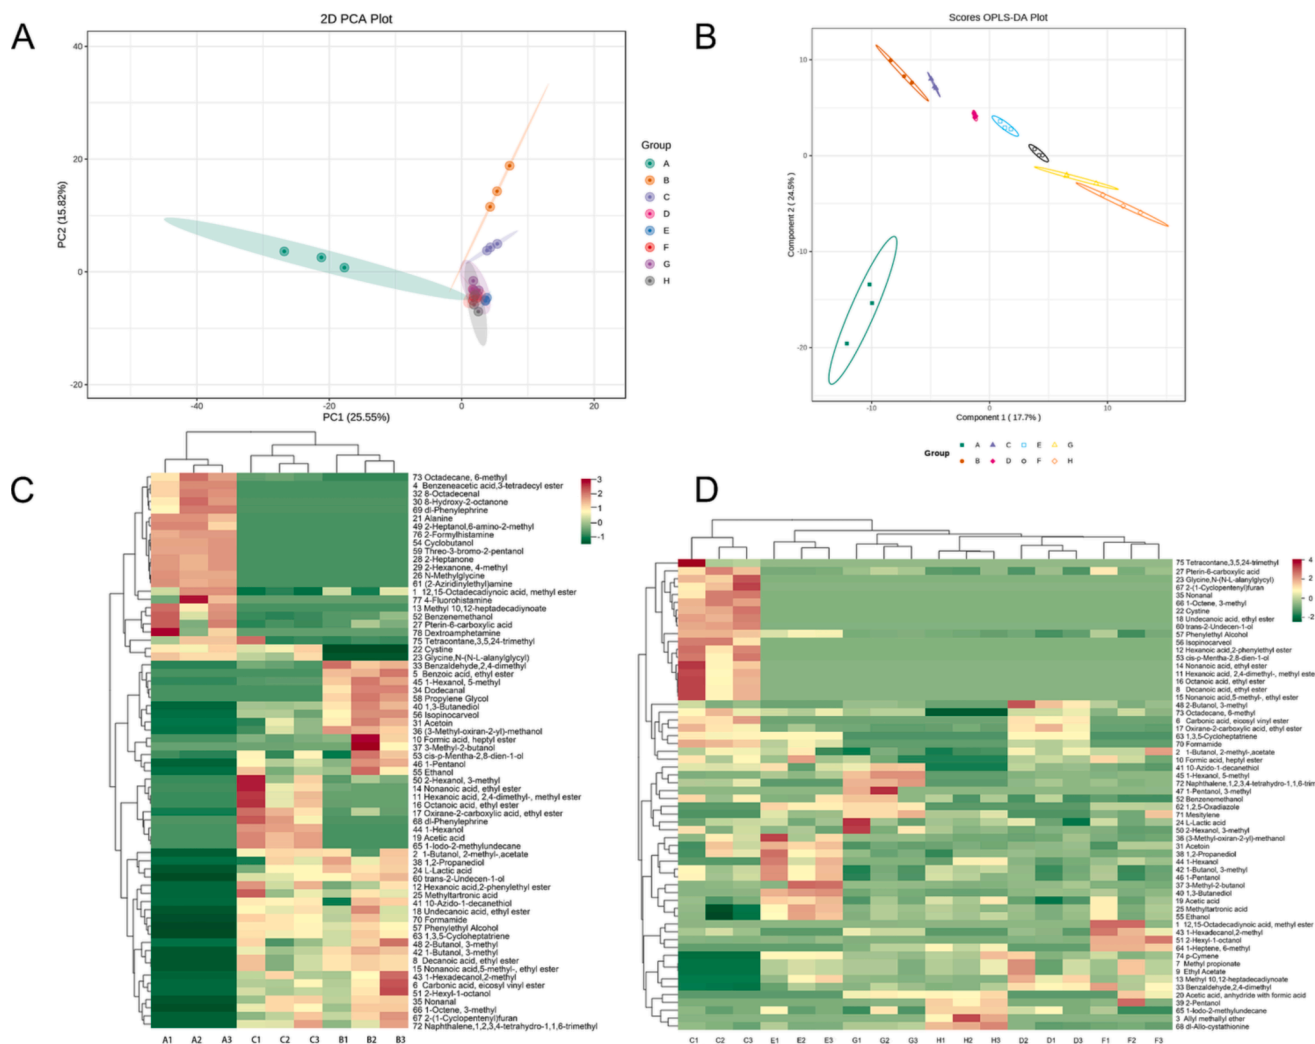 A
2D PCA Plot
40
20
0
-20
PC2 (15.82%)
-40
-20
0
20
PC1 (25.55%)
Group
A
B
C
D
E
F
G
H
B
Scores OPLS-DA Plot
10
0
-10
-20
Component 2 ( 24.5%)
-10
0
10
Component 1 ( 17.7%)
Group
A
C
E
G
B
D
F
H
C
73 Octadecane, 6-methyl
4 Benzeneacetic acid,3-tetradecyl ester
32 8-Octadecenal
30 8-Hydroxy-2-octanone
69 dl-Phenylephrine
21 Alanine
49 2-Heptanol,6-amino-2-methyl
76 2-Formylhistamine
54 Cyclobutanol
59 Threo-3-bromo-2-pentanol
28 2-Heptanone
29 2-Hexanone, 4-methyl
26 N-Methylglycine
61 (2-Aziridinylethyl)amine
1 12,15-Octadecadiynoic acid, methyl ester
77 4-Fluorohistamine
13 Methyl 10,12-heptadecadiynoate
52 Benzenemethanol
27 Pterin-6-carboxylic acid
78 Dextroamphetamine
75 Tetracontane,3,5,24-trimethyl
22 Cystine
23 Glycine,N-(N-L-alanylglycyl)
33 Benzaldehyde,2,4-dimethyl
5 Benzoic acid, ethyl ester
45 1-Hexanol, 5-methyl
34 Dodecanal
58 Propylene Glycol
40 1,3-Butanediol
56 Isopinocarveol
31 Acetoin
36 (3-Methyl-oxiran-2-yl)-methanol
10 Formic acid, heptyl ester
37 3-Methyl-2-butanol
53 cis-p-Mentha-2,8-dien-1-ol
46 1-Pentanol
55 Ethanol
50 2-Hexanol, 3-methyl
14 Nonanoic acid, ethyl ester
11 Hexanoic acid, 2,4-dimethyl-, methyl ester
16 Octanoic acid, ethyl ester
17 Oxirane-2-carboxylic acid, ethyl ester
68 dl-Phenylephrine
44 1-Hexanol
19 Acetic acid
65 1-Iodo-2-methylundecane
2 1-Butanol, 2-methyl-,acetate
38 1,2-Propanediol
24 L-Lactic acid
60 trans-2-Undecen-1-ol
12 Hexanoic acid,2-phenylethyl ester
25 Methyltartronic acid
41 10-Azido-1-decanethiol
18 Undecanoic acid, ethyl ester
70 Formamide
57 Phenylethyl Alcohol
63 1,3,5-Cycloheptatriene
48 2-Butanol, 3-methyl
42 1-Butanol, 3-methyl
8 Decanoic acid, ethyl ester
15 Nonanoic acid,5-methyl-, ethyl ester
43 1-Hexadecanol,2-methyl
6 Carbonic acid, eicosyl vinyl ester
51 2-Hexyl-1-octanol
35 Nonanal
66 1-Octene, 3-methyl
67 2-(1-Cyclopentenyl)furan
72 Naphthalene,1,2,3,4-tetrahydro-1,1,6-trimethyl
A1 A2 A3 C1 C2 C3 B1 B2 B3
3
2
1
0
-1
D
75 Tetracontane,3,5,24-trimethyl
27 Pterin-6-carboxylic acid
23 Glycine,N-(N-L-alanylglycyl)
67 2-(1-Cyclopentenyl)furan
35 Nonanal
66 1-Octene, 3-methyl
22 Cystine
18 Undecanoic acid, ethyl ester
60 trans-2-Undecen-1-ol
57 Phenylethyl Alcohol
56 Isopinocarveol
12 Hexanoic acid,2-phenylethyl ester
53 cis-p-Mentha-2,8-dien-1-ol
14 Nonanoic acid, ethyl ester
11 Hexanoic acid, 2,4-dimethyl-, methyl ester
16 Octanoic acid, ethyl ester
8 Decanoic acid, ethyl ester
15 Nonanoic acid,5-methyl-, ethyl ester
48 2-Butanol, 3-methyl
73 Octadecane, 6-methyl
6 Carbonic acid, eicosyl vinyl ester
17 Oxirane-2-carboxylic acid, ethyl ester
63 1,3,5-Cycloheptatriene
70 Formamide
2 1-Butanol, 2-methyl-,acetate
10 Formic acid, heptyl ester
41 10-Azido-1-decanethiol
45 1-Hexanol, 5-methyl
72 Naphthalene,1,2,3,4-tetrahydro-1,1,6-trim
47 1-Pentanol, 3-methyl
52 Benzenemethanol
62 1,2,5-Oxadiazole
71 Mesitylene
24 L-Lactic acid
50 2-Hexanol, 3-methyl
36 (3-Methyl-oxiran-2-yl)-methanol
31 Acetoin
38 1,2-Propanediol
44 1-Hexanol
42 1-Butanol, 3-methyl
46 1-Pentanol
37 3-Methyl-2-butanol
40 1,3-Butanediol
19 Acetic acid
25 Methyltartronic acid
55 Ethanol
1 12,15-Octadecadiynoic acid, methyl ester
43 1-Hexadecanol,2-methyl
51 2-Hexyl-1-octanol
64 1-Heptene, 6-methyl
74 p-Cymene
7 Methyl propionate
9 Ethyl Acetate
13 Methyl 10,12-heptadecadiynoate
33 Benzaldehyde,2,4-dimethyl
20 Acetic acid, anhydride with formic acid
39 2-Pentanol
65 1-Iodo-2-methylundecane
3 Allyl methallyl ether
68 dl-Allo-cystathionine
C1 C2 C3 E1 E2 E3 G1 G2 G3 H1 H2 H3 D2 D1 D3 F1 F2 F3
4
2
0
-2